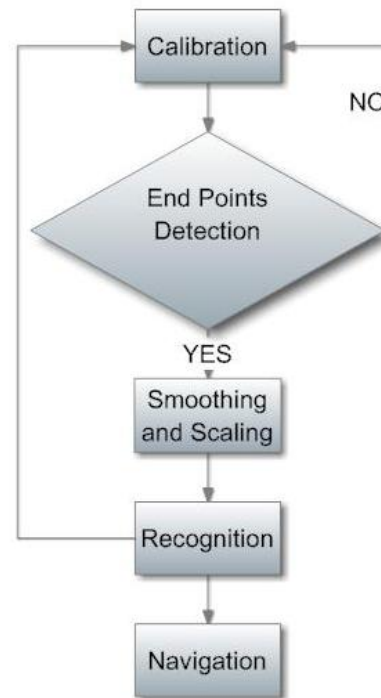 Calibration
NO
End Points
Detection
YES
Smoothing
and Scaling
Recognition
Navigation